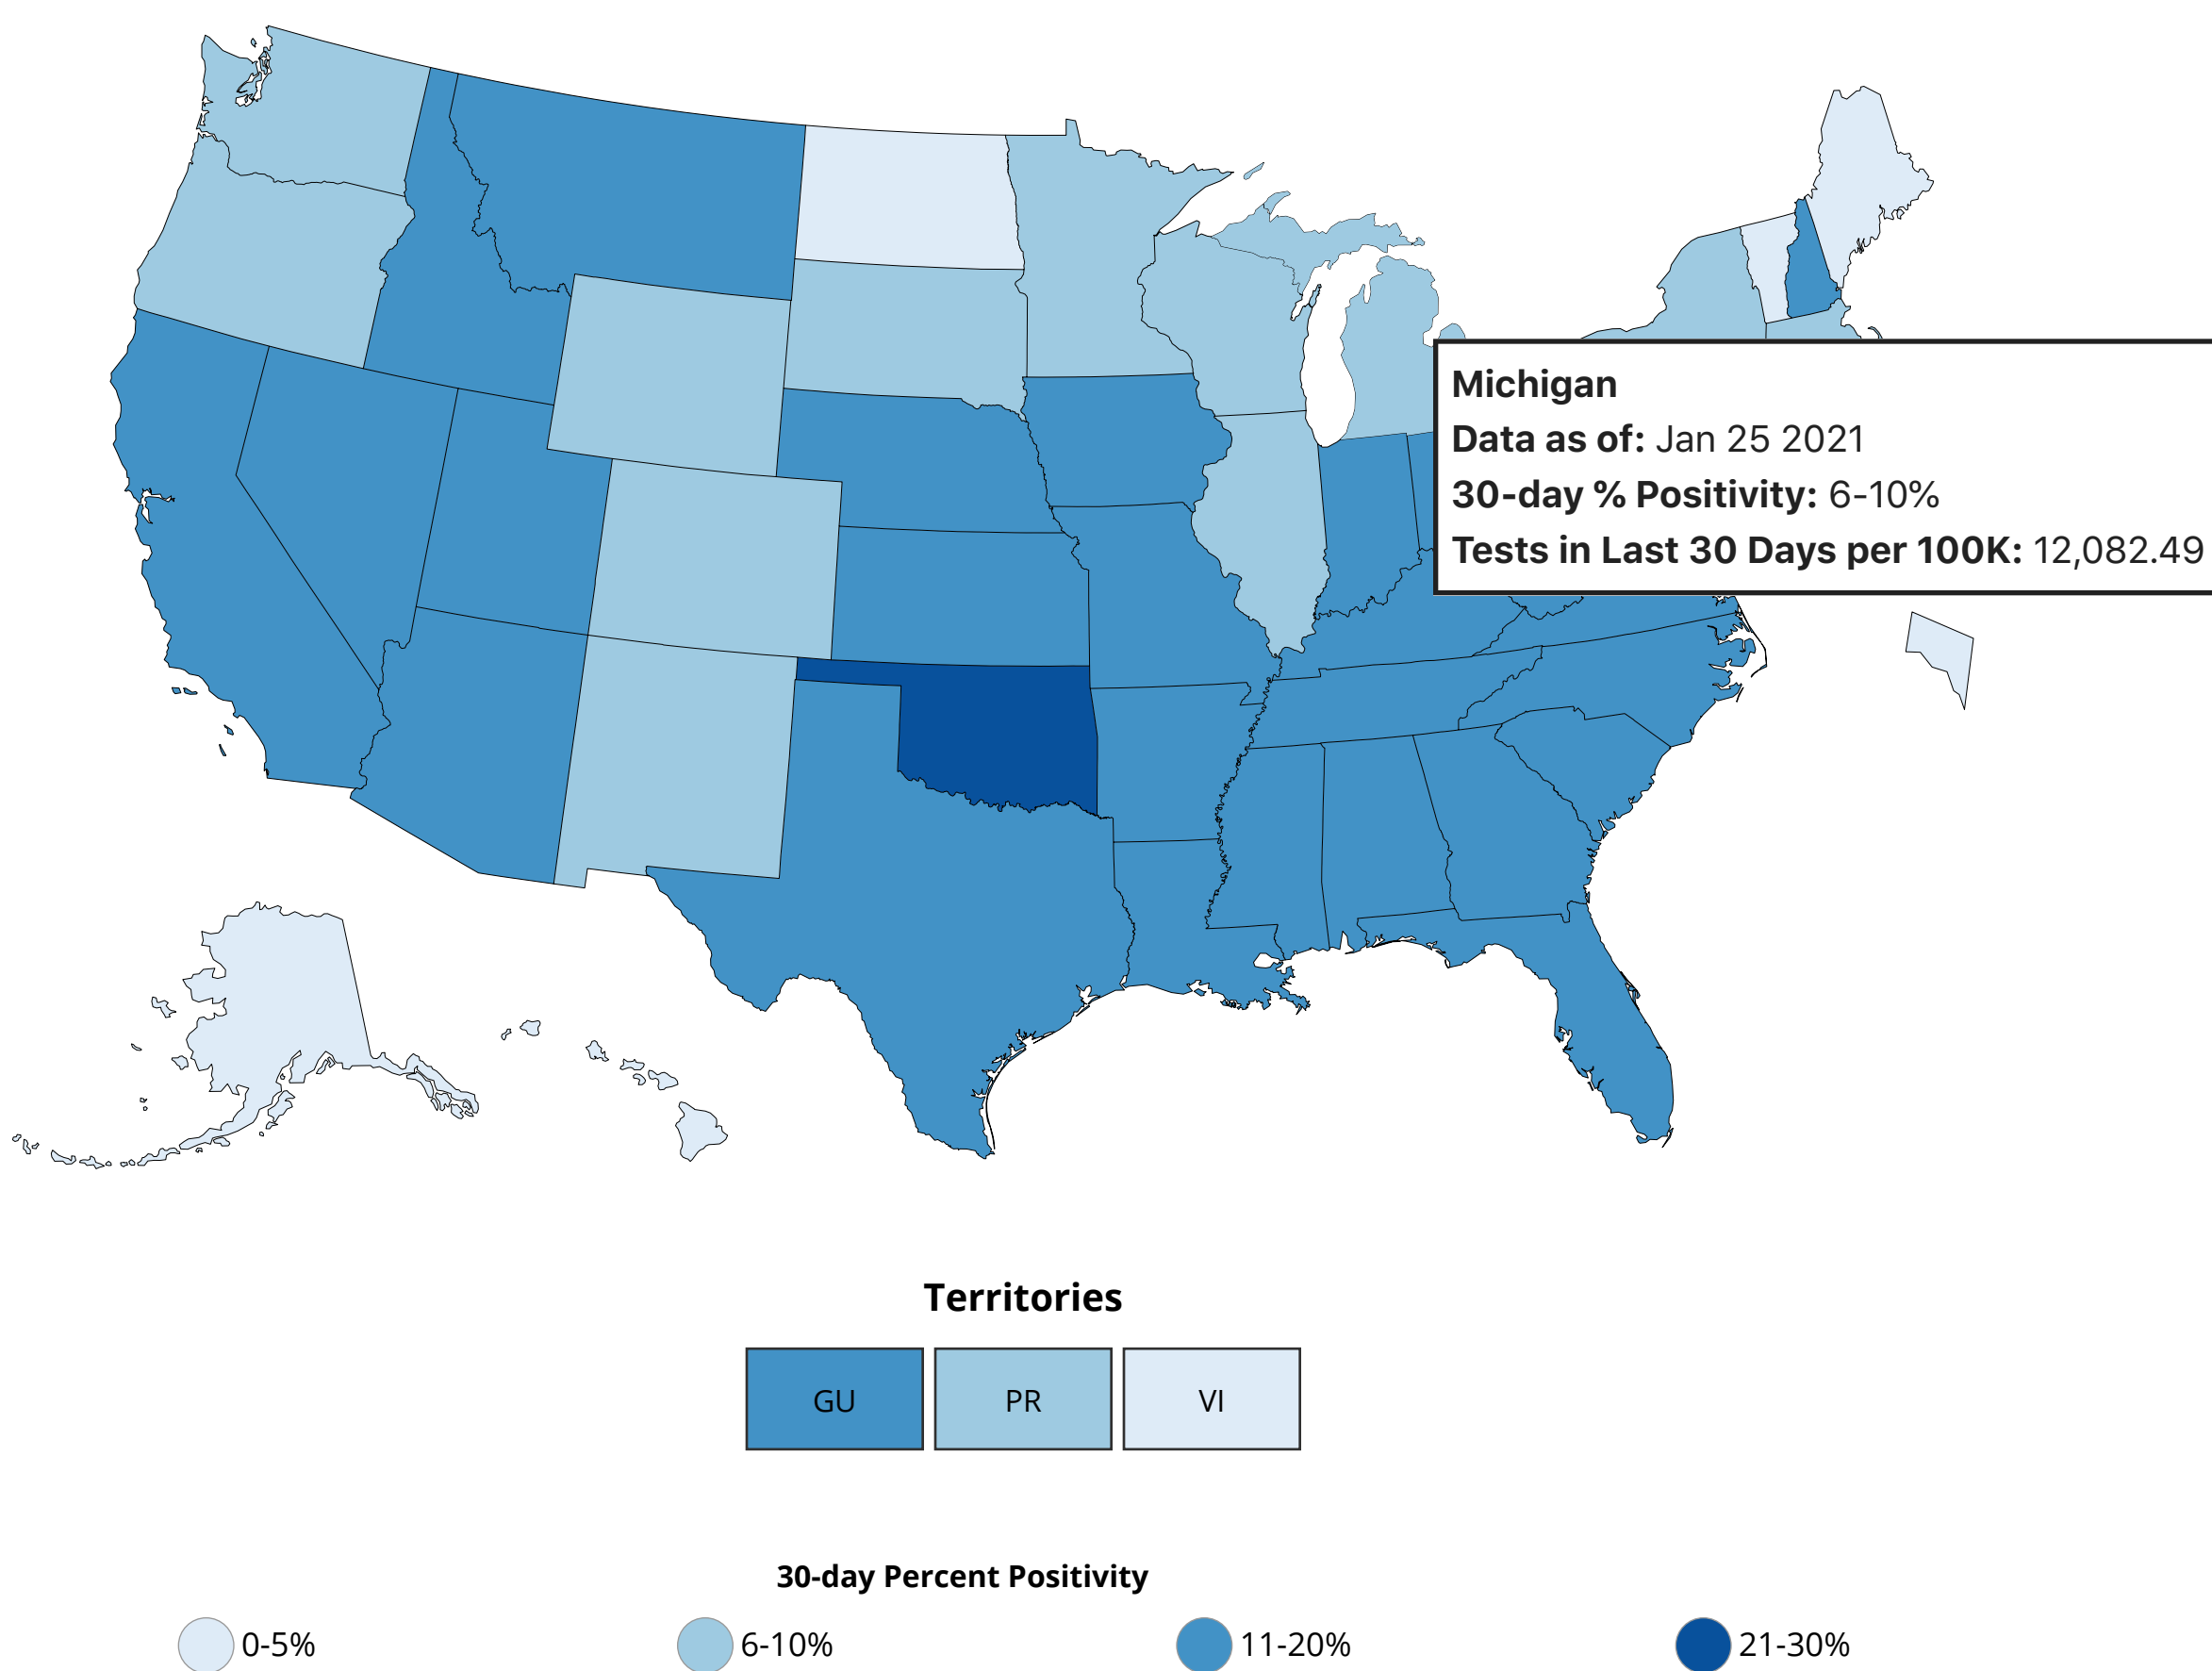 Michigan
Data as of: Jan 25 2021
30-day % Positivity: 6-10%
Tests in Last 30 Days per 100K: 12,082.49
Territories
GU PR VI
30-day Percent Positivity
0-5% 6-10% 11-20% 21-30%